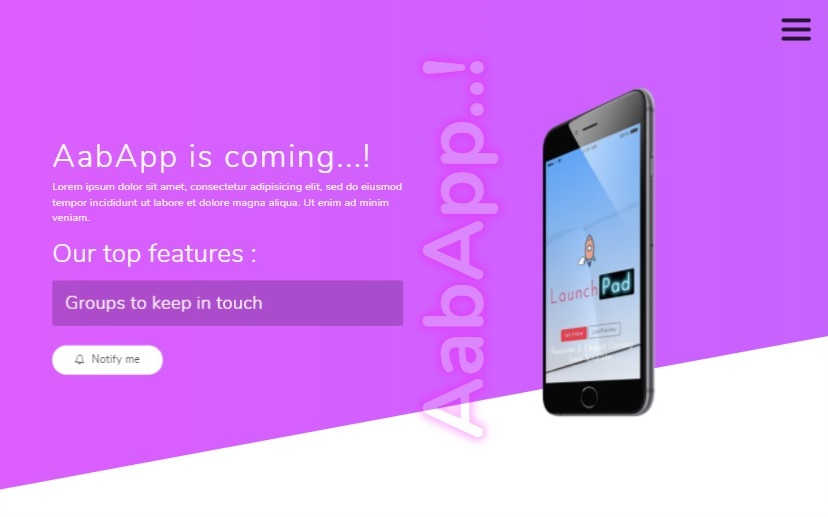 AabApp is coming...!
Lorem ipsum dolor sit amet, consectetur adipisicing elit, sed do eiusmod
tempor incididunt ut labore et dolore magna aliqua. Ut enim ad minim
veniam.
Our top features :
Groups to keep in touch
Notify me
AabApp..!
LaunchPad